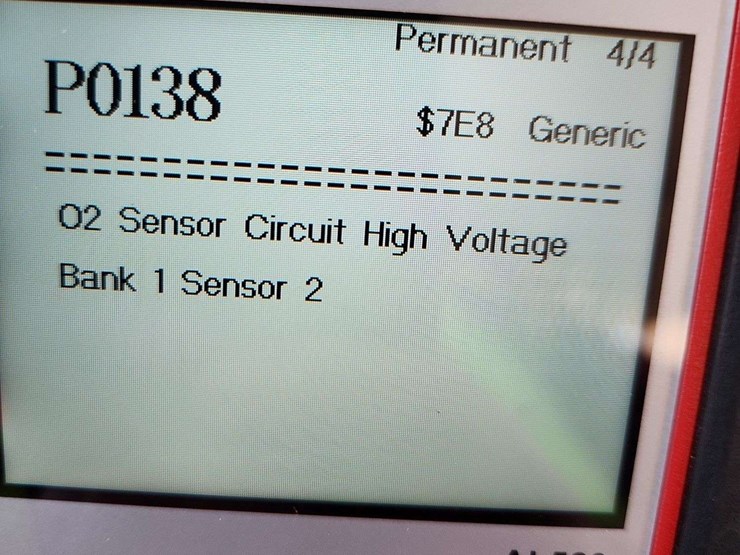 Permanent 4/4
P0138
$7E8 Generic
==========================
O2 Sensor Circuit High Voltage
Bank 1 Sensor 2